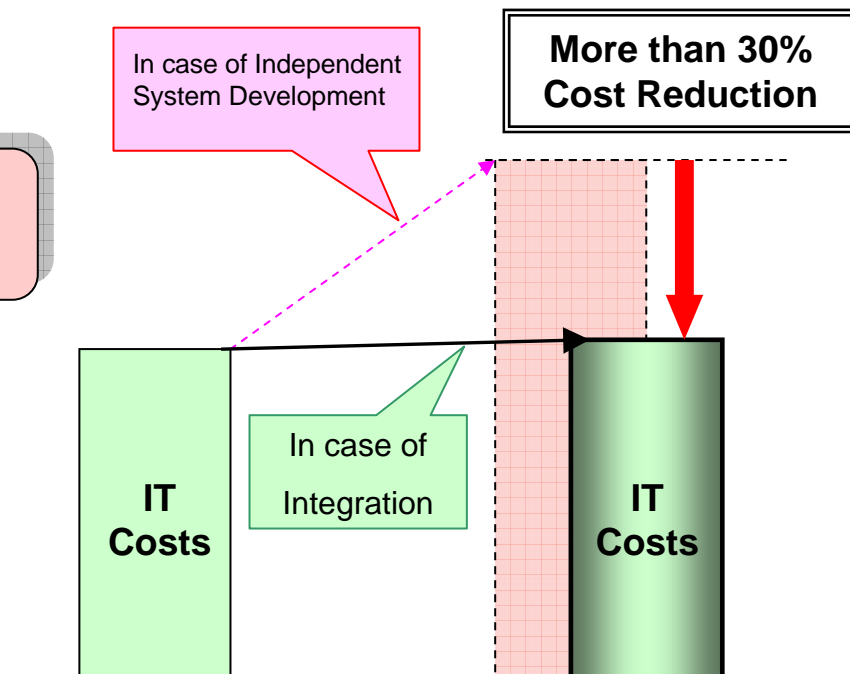 In case of Independent
System Development
More than 30%
Cost Reduction
In case of
Integration
IT
Costs
IT
Costs